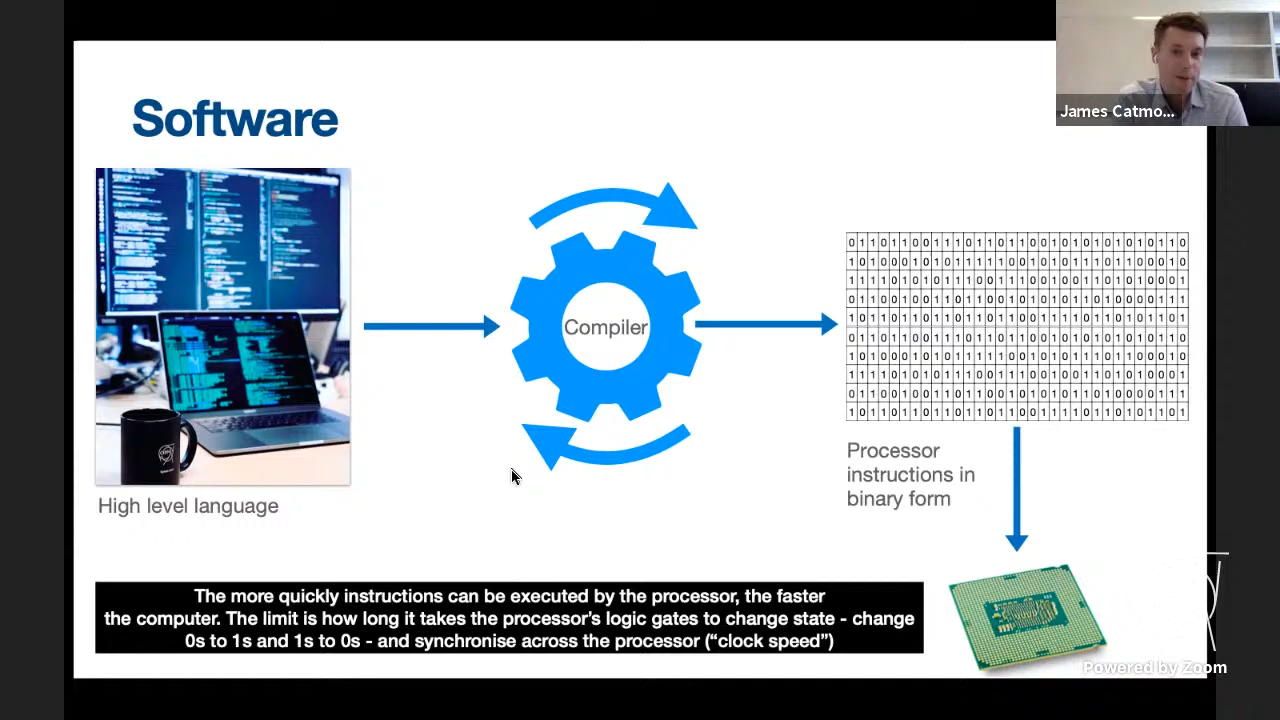 James Catmo...
Software
Compiler
Processor
instructions in
binary form
High level language
The more quickly instructions can be executed by the processor, the faster
the computer. The limit is how long it takes the processor's logic gates to change state - change
0s to 1s and 1s to 0s - and synchronise across the processor (“clock speed”)
Powered by Zoom